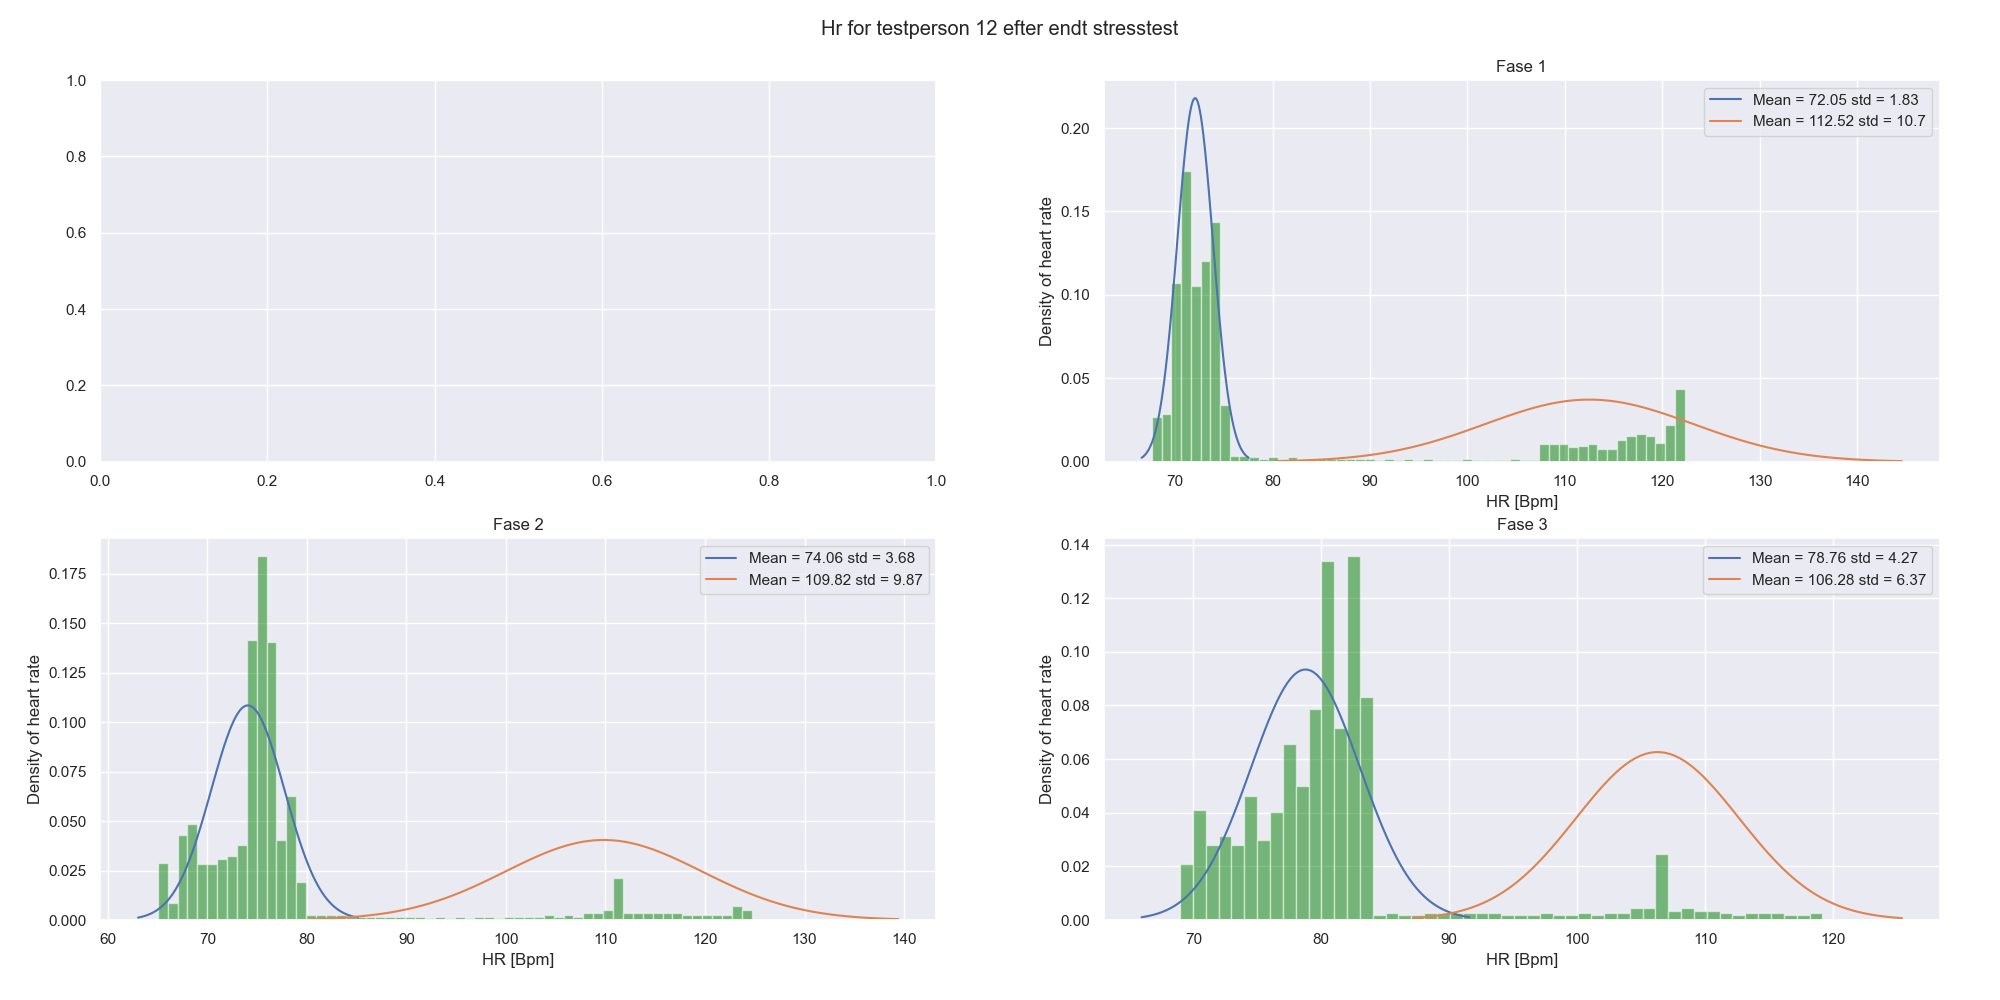 Hr for testperson 12 efter endt stresstest
1.0
0.8
0.6
0.4
0.2
0.0
0.0 0.2 0.4 0.6 0.8 1.0
Fase 1
Mean = 72.05 std = 1.83
Mean = 112.52 std = 10.7
Density of heart rate
0.20
0.15
0.10
0.05
0.00
70 80 90 100 110 120 130 140
HR [Bpm]
Fase 2
Mean = 74.06 std = 3.68
Mean = 109.82 std = 9.87
Density of heart rate
0.175
0.150
0.125
0.100
0.075
0.050
0.025
0.000
60 70 80 90 100 110 120 130 140
HR [Bpm]
Fase 3
Mean = 78.76 std = 4.27
Mean = 106.28 std = 6.37
Density of heart rate
0.14
0.12
0.10
0.08
0.06
0.04
0.02
0.00
70 80 90 100 110 120
HR [Bpm]